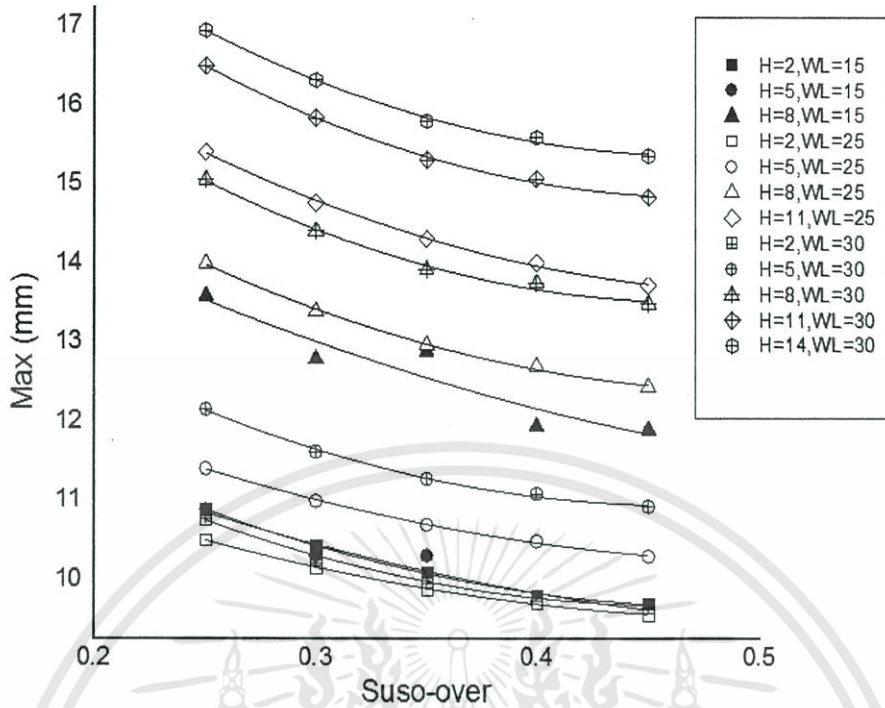 17
16
15
14
13
12
11
10
Max (mm)
0.2
0.3
0.4
0.5
Suso-over
H=2,WL=15
H=5,WL=15
H=8,WL=15
H=2,WL=25
H=5,WL=25
H=8,WL=25
H=11,WL=25
H=2,WL=30
H=5,WL=30
H=8,WL=30
H=11,WL=30
H=14,WL=30